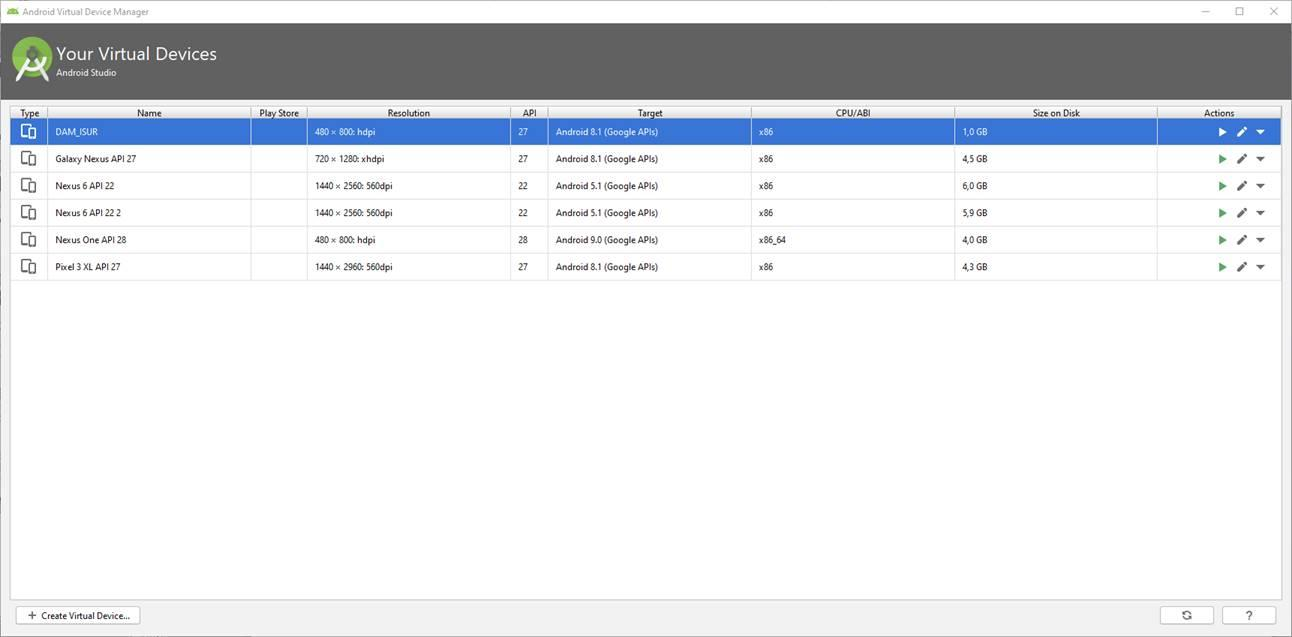 Android Virtual Device Manager
Your Virtual Devices
Android Studio
Type Name Play Store Resolution API Target CPU/ABI Size on Disk Actions
DAM_ISUR 480 × 800: hdpi 27 Android 8.1 (Google APIs) x86 1,0 GB
Galaxy Nexus API 27 720 × 1280: xhdpi 27 Android 8.1 (Google APIs) x86 4,5 GB
Nexus 6 API 22 1440 × 2560: 560dpi 22 Android 5.1 (Google APIs) x86 6,0 GB
Nexus 6 API 22 2 1440 × 2560: 560dpi 22 Android 5.1 (Google APIs) x86 5,9 GB
Nexus One API 28 480 × 800: hdpi 28 Android 9.0 (Google APIs) x86_64 4,0 GB
Pixel 3 XL API 27 1440 × 2960: 560dpi 27 Android 8.1 (Google APIs) x86 4,3 GB
+ Create Virtual Device... ?